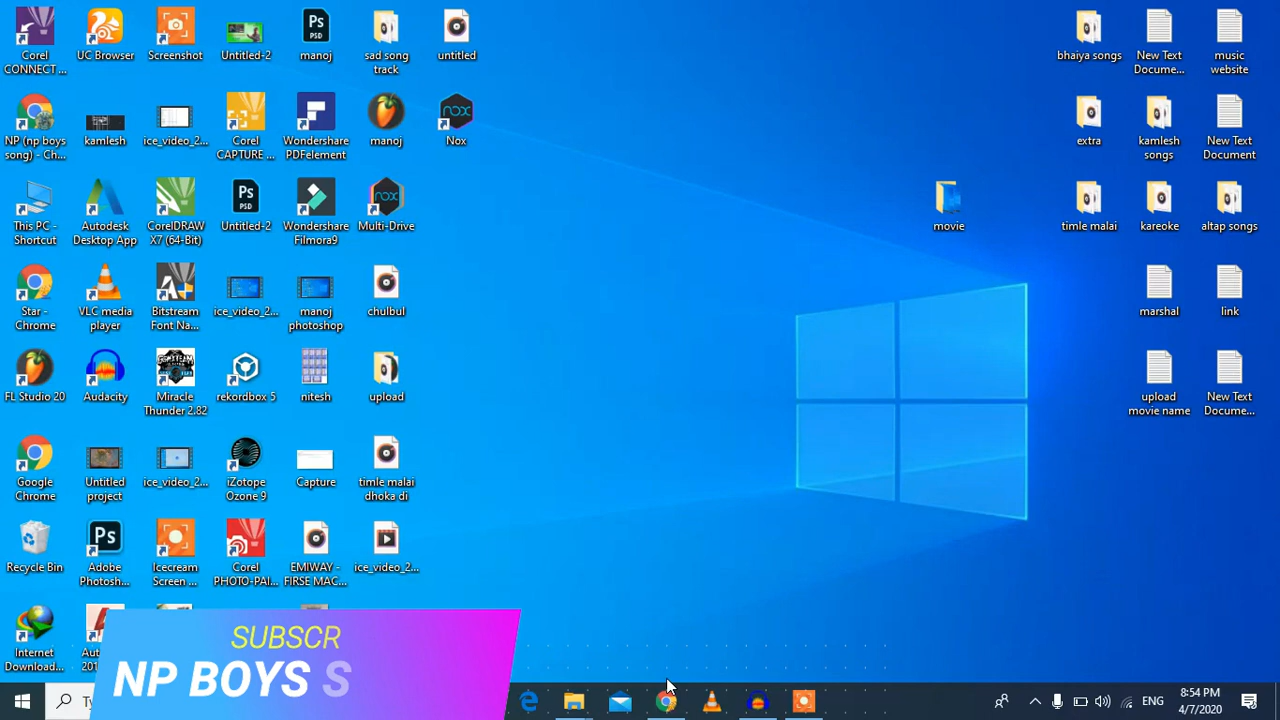 Corel
CONNECT ...
UC Browser
Screenshot
Untitled-2
manoj
sad song
track
untitled
bhaiya songs
New Text
Docume...
music
website
NP (np boys
song) - Ch...
kamlesh
ice_video_2...
Corel
CAPTURE ...
Wondershare
PDFelement
manoj
Nox
extra
kamlesh
songs
New Text
Document
This PC -
Shortcut
Autodesk
Desktop App
CorelDRAW
X7 (64-Bit)
Untitled-2
Wondershare
Filmora9
Multi-Drive
movie
timle malai
kareoke
altap songs
Star -
Chrome
VLC media
player
Bitstream
Font Na...
ice_video_2...
manoj
photoshop
chulbul
marshal
link
FL Studio 20
Audacity
Miracle
Thunder 2.82
rekordbox 5
nitesh
upload
upload
movie name
New Text
Docume...
Google
Chrome
Untitled
project
ice_video_2...
iZotope
Ozone 9
Capture
timle malai
dhoka di
Recycle Bin
Adobe
Photosh...
Icecream
Screen ...
Corel
PHOTO-PAI...
EMIWAY -
FIRSE MAC...
ice_video_2...
Internet
Download...
SUBSCR
NP BOYS S
ENG
8:54 PM
4/7/2020